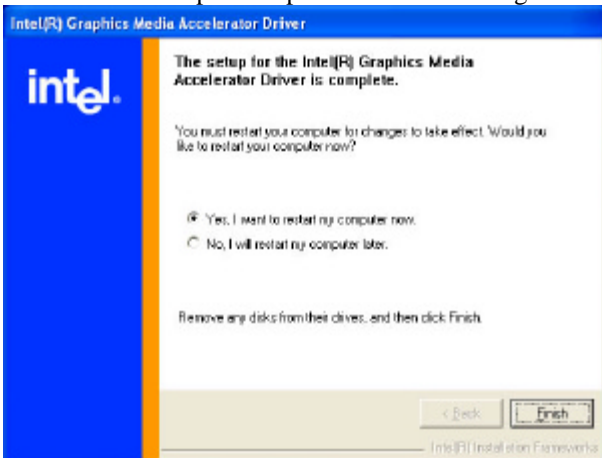 Intel(R) Graphics Media Accelerator Driver
intel.
The setup for the Intel(R) Graphics Media
Accelerator Driver is complete.
You must restart your computer for changes to take effect. Would you
like to restart your computer now?
Yes, I want to restart my computer now.
No, I will restart my computer later.
Remove any disks from their drives, and then click Finish.
< Back
Finish
Intel(R) Installation Frameworks